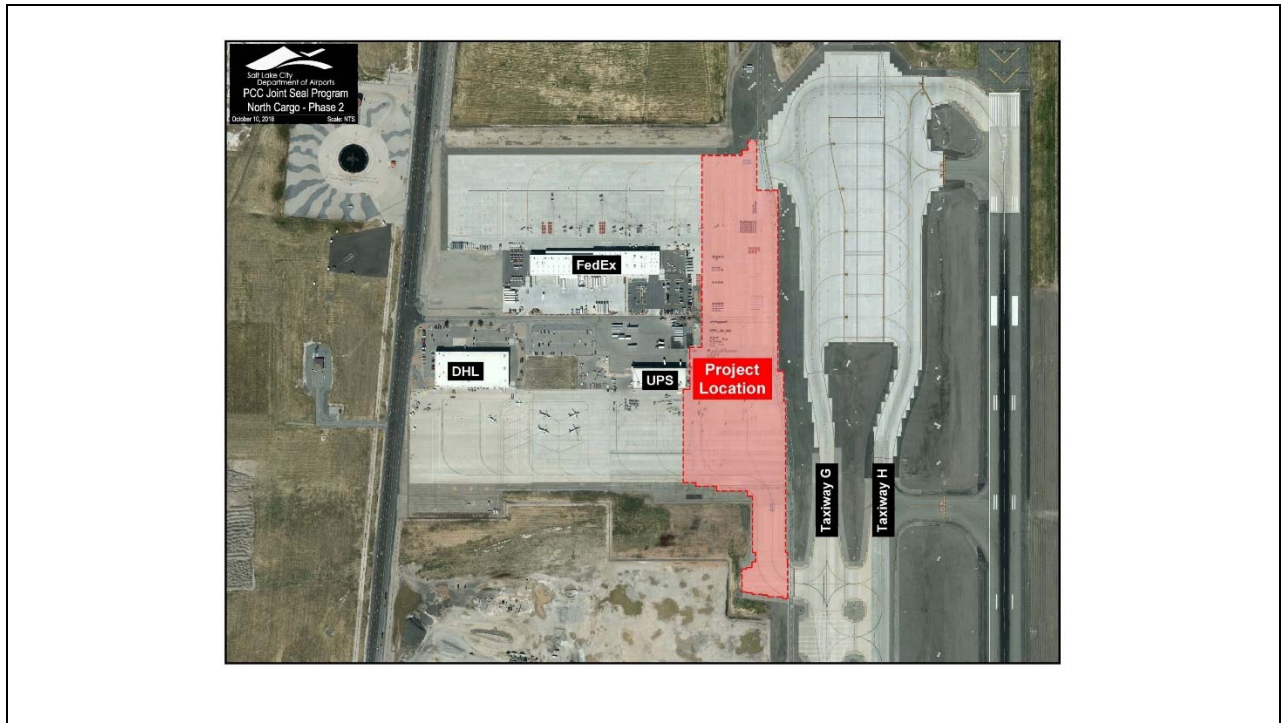 Salt Lake City
Department of Airports
PCC Joint Seal Program
North Cargo - Phase 2
October 10, 2018
Scale: NTS
FedEx
DHL
UPS
Project
Location
Taxiway G
Taxiway H